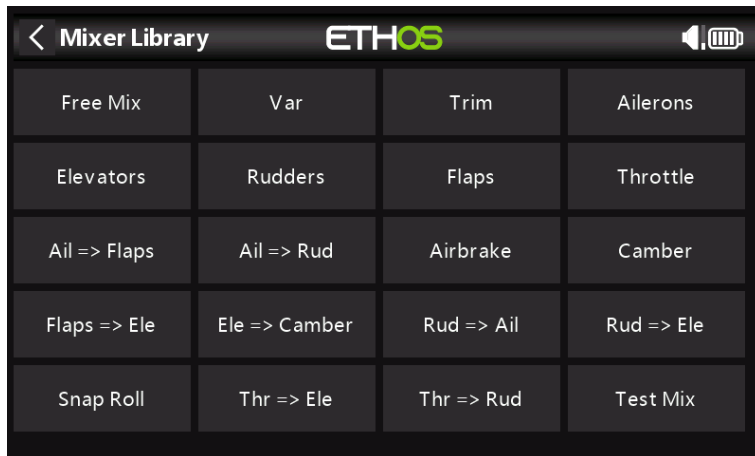 Mixer Library
ETHOS
Free Mix
Var
Trim
Ailerons
Elevators
Rudders
Flaps
Throttle
Ail => Flaps
Ail => Rud
Airbrake
Camber
Flaps => Ele
Ele => Camber
Rud => Ail
Rud => Ele
Snap Roll
Thr => Ele
Thr => Rud
Test Mix